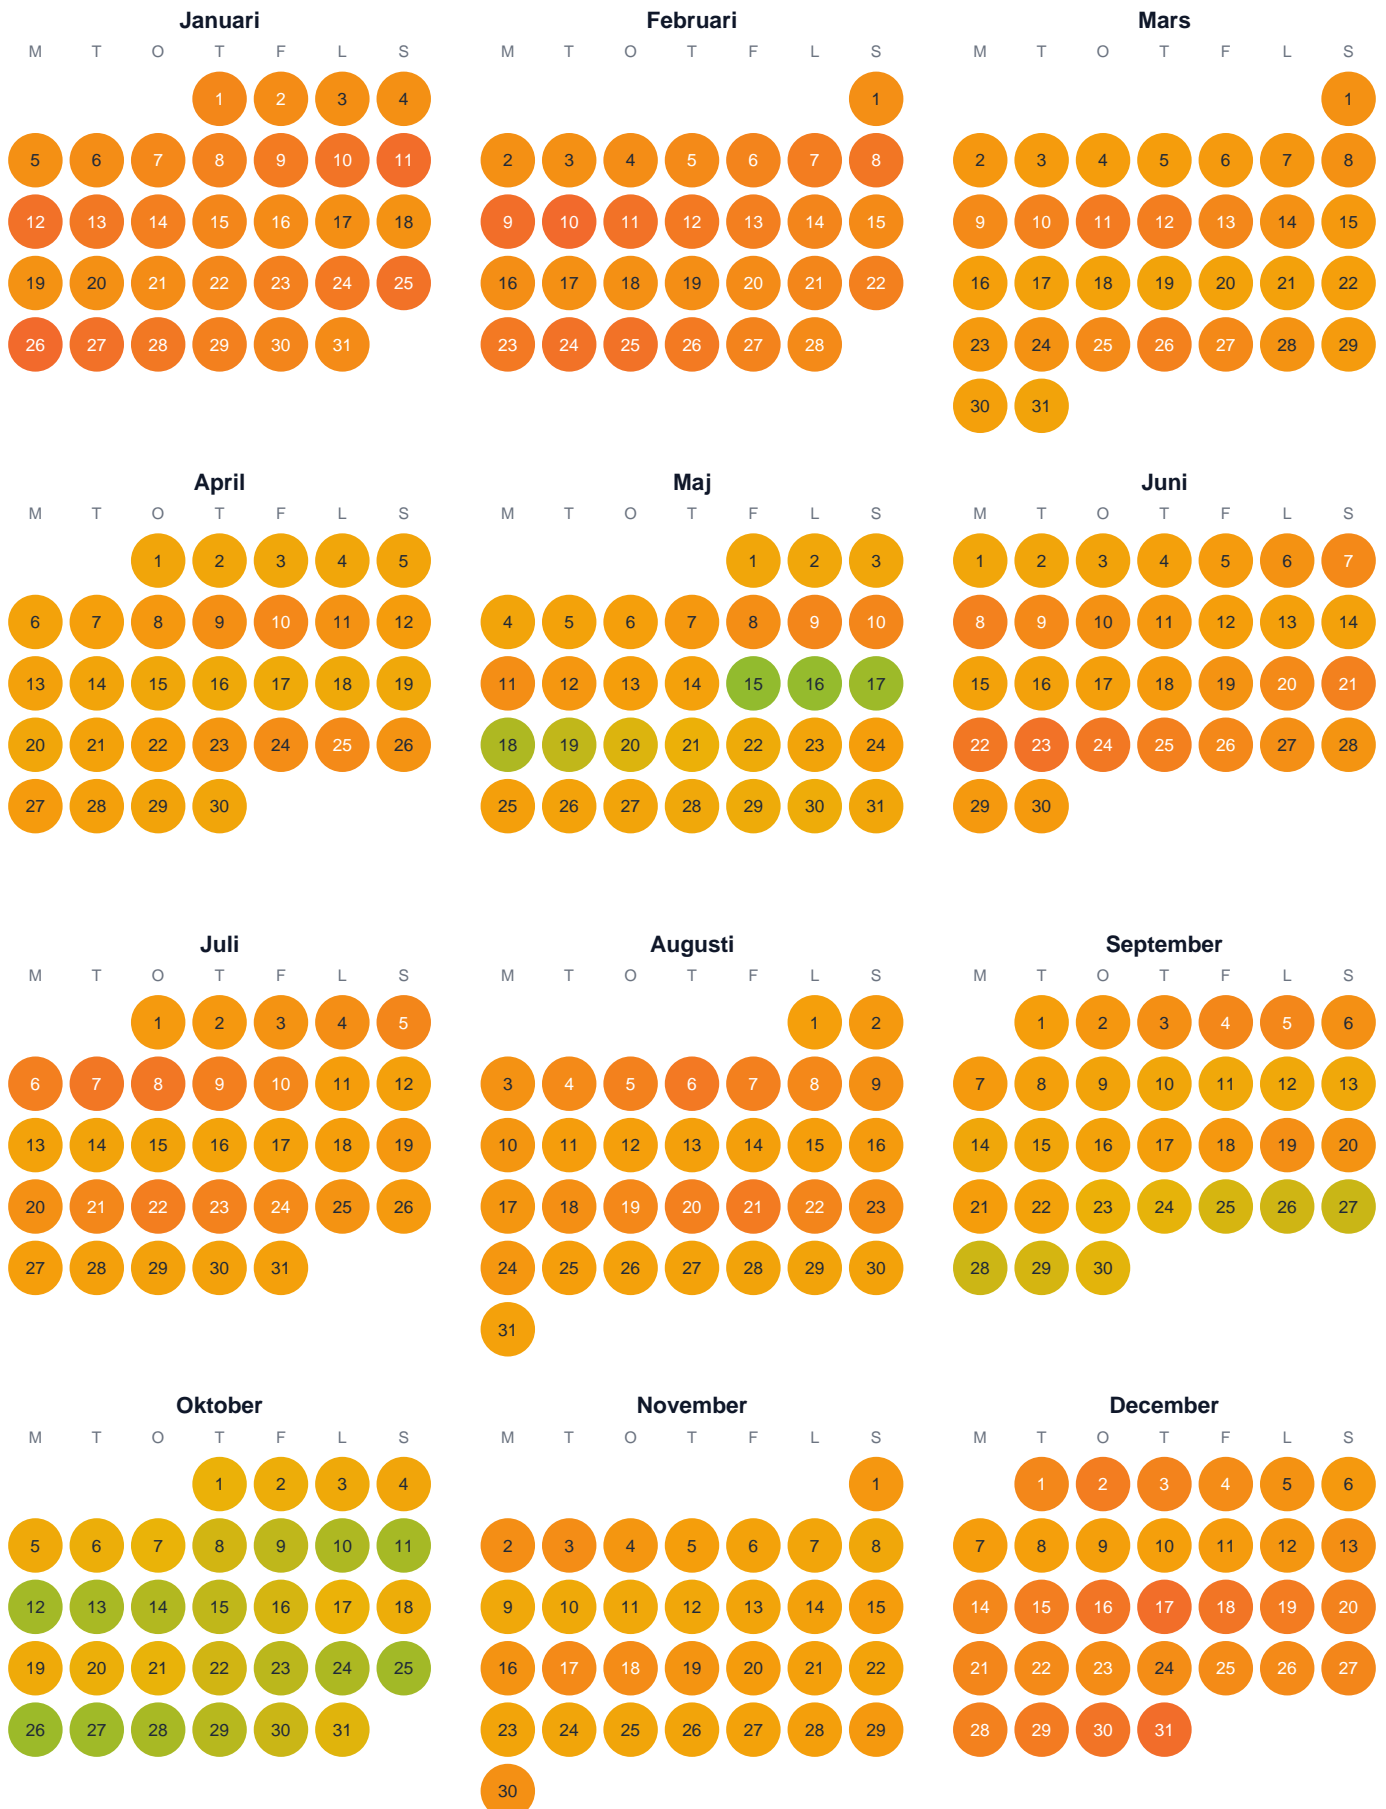 Januari Februari Mars
M T O T F L S M T O T F L S M T O T F L S
1 2 3 4 1 1
5 6 7 8 9 10 11 2 3 4 5 6 7 8 2 3 4 5 6 7 8
12 13 14 15 16 17 18 9 10 11 12 13 14 15 9 10 11 12 13 14 15
19 20 21 22 23 24 25 16 17 18 19 20 21 22 16 17 18 19 20 21 22
26 27 28 29 30 31 23 24 25 26 27 28 23 24 25 26 27 28 29
30 31
April Maj Juni
M T O T F L S M T O T F L S M T O T F L S
1 2 3 4 5 1 2 3 1 2 3 4 5 6 7
6 7 8 9 10 11 12 4 5 6 7 8 9 10 8 9 10 11 12 13 14
13 14 15 16 17 18 19 11 12 13 14 15 16 17 15 16 17 18 19 20 21
20 21 22 23 24 25 26 18 19 20 21 22 23 24 22 23 24 25 26 27 28
27 28 29 30 25 26 27 28 29 30 31 29 30
Juli Augusti September
M T O T F L S M T O T F L S M T O T F L S
1 2 3 4 5 1 2 1 2 3 4 5 6
6 7 8 9 10 11 12 3 4 5 6 7 8 9 7 8 9 10 11 12 13
13 14 15 16 17 18 19 10 11 12 13 14 15 16 14 15 16 17 18 19 20
20 21 22 23 24 25 26 17 18 19 20 21 22 23 21 22 23 24 25 26 27
27 28 29 30 31 24 25 26 27 28 29 30 28 29 30
31
Oktober November December
M T O T F L S M T O T F L S M T O T F L S
1 2 3 4 1 1 2 3 4 5 6
5 6 7 8 9 10 11 2 3 4 5 6 7 8 7 8 9 10 11 12 13
12 13 14 15 16 17 18 9 10 11 12 13 14 15 14 15 16 17 18 19 20
19 20 21 22 23 24 25 16 17 18 19 20 21 22 21 22 23 24 25 26 27
26 27 28 29 30 31 23 24 25 26 27 28 29 28 29 30 31
30